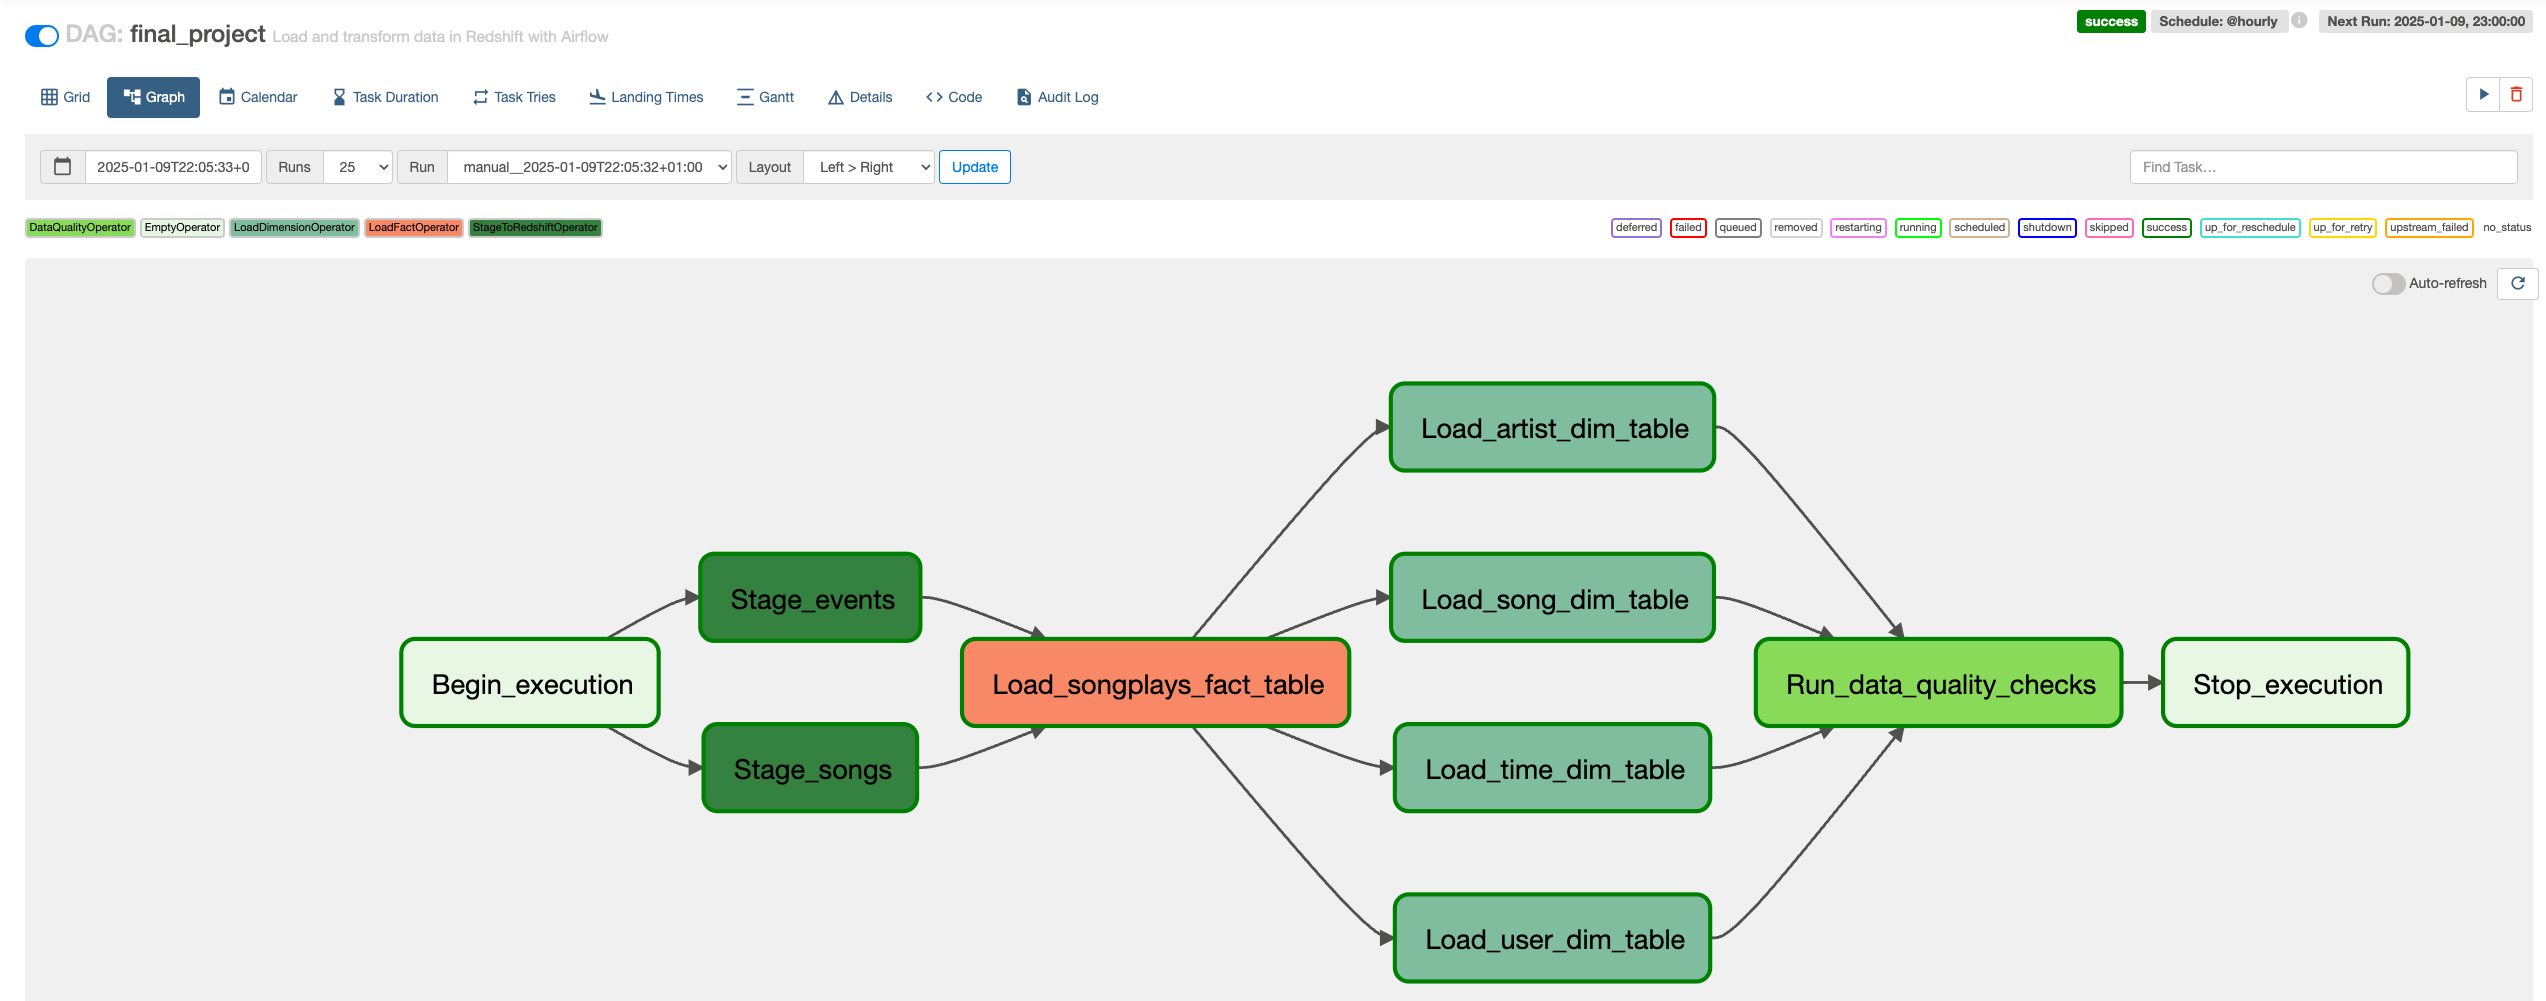 DAG: final_project Load and transform data in Redshift with Airflow
success Schedule: @hourly Next Run: 2025-01-09, 23:00:00
Grid Graph Calendar Task Duration Task Tries Landing Times Gantt Details Code Audit Log
2025-01-09T22:05:33+0 Runs 25 Run manual__2025-01-09T22:05:32+01:00 Layout Left > Right Update Find Task...
DataQualityOperator EmptyOperator LoadDimensionOperator LoadFactOperator StageToRedshiftOperator deferred failed queued removed restarting running scheduled shutdown skipped success up_for_reschedule up_for_retry upstream_failed no_status
Auto-refresh
Load_artist_dim_table
Stage_events
Load_song_dim_table
Begin_execution
Load_songplays_fact_table
Run_data_quality_checks
Stop_execution
Stage_songs
Load_time_dim_table
Load_user_dim_table